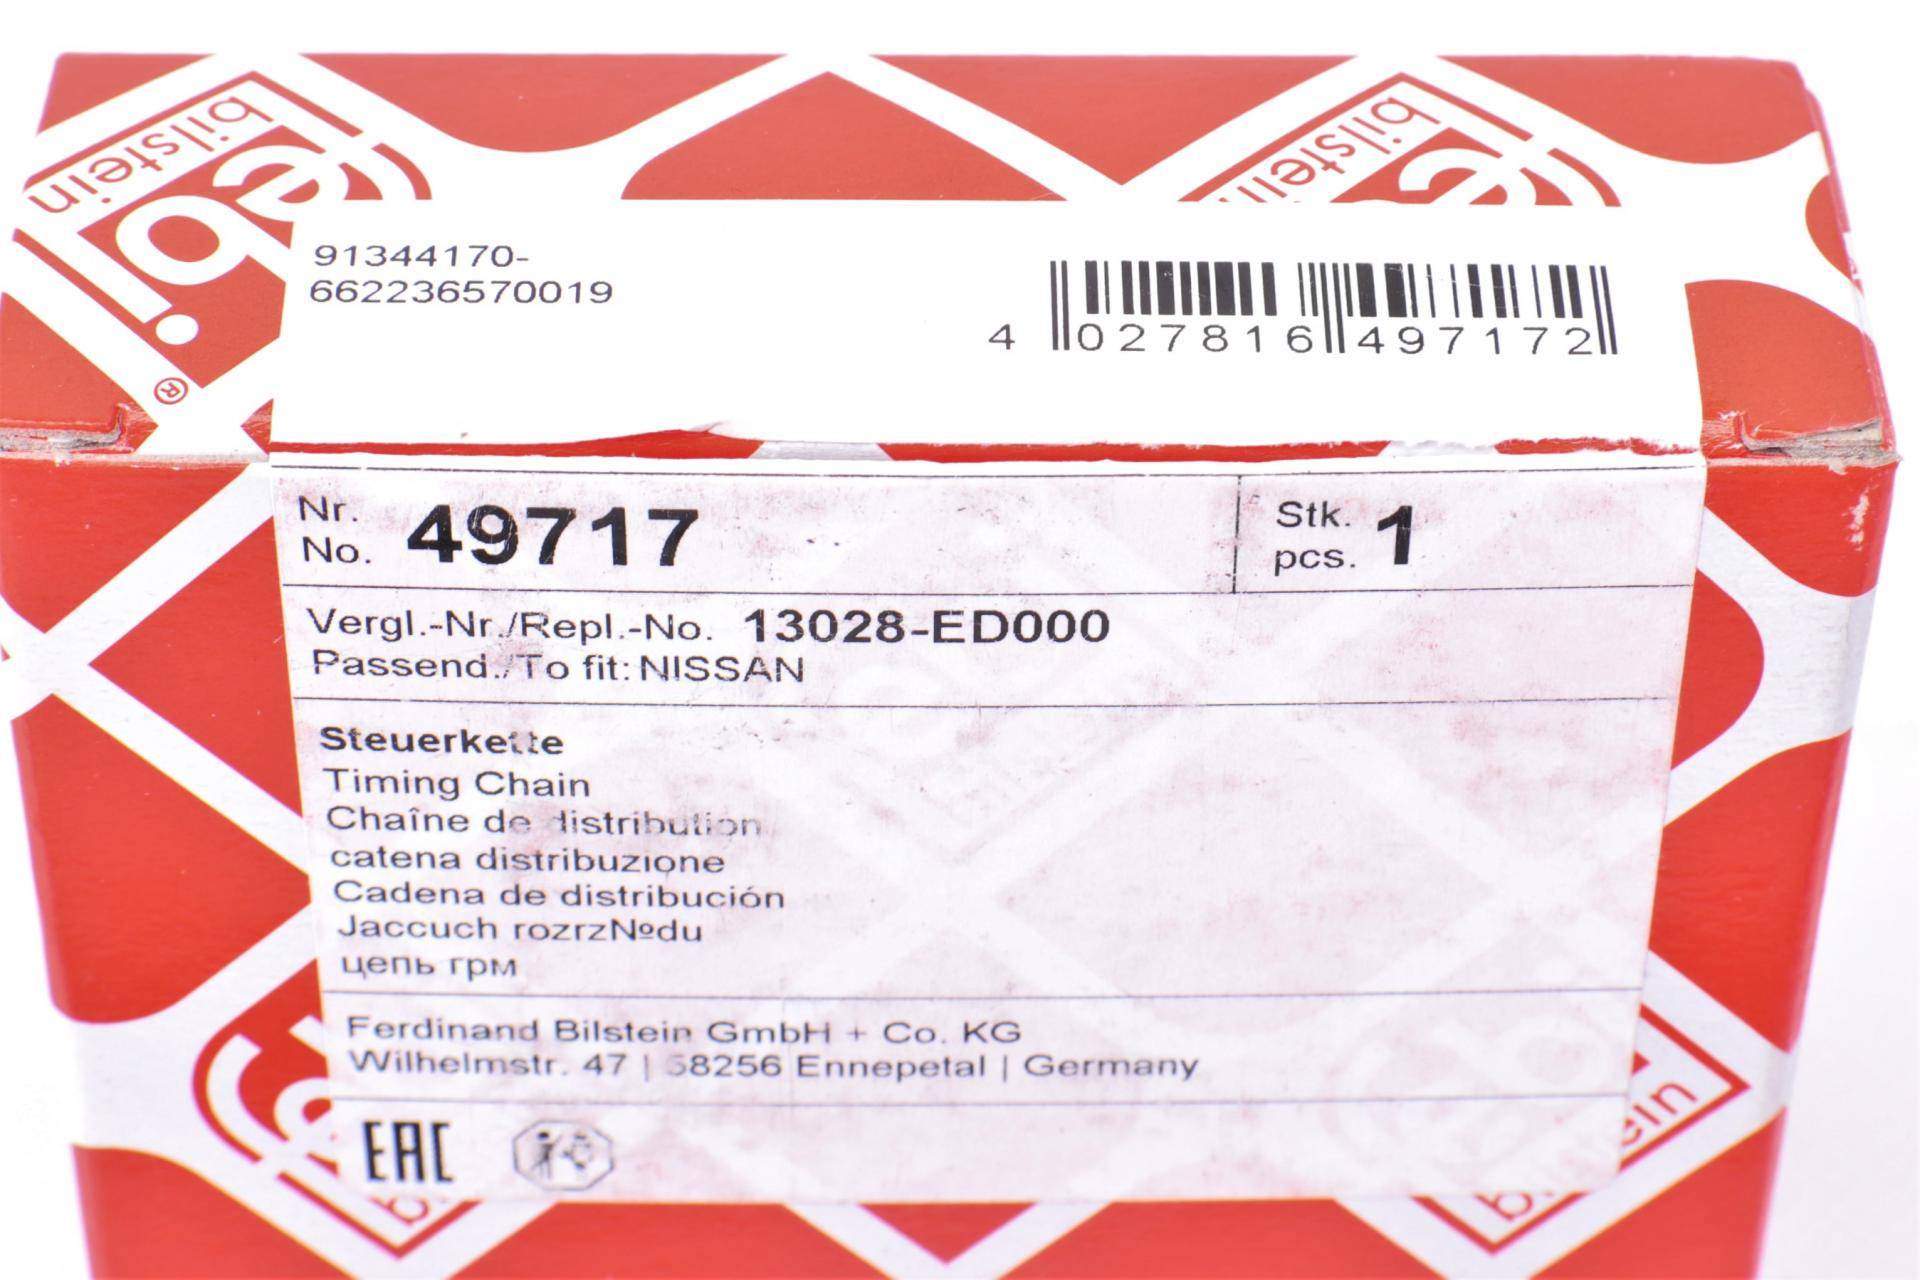 febi
bilstein
®
bilstein
91344170-
662236570019
4 027816 497172
Nr.
No. 49717
Stk.
pcs. 1
Vergl.-Nr./Repl.-No. 13028-ED000
Passend./To fit: NISSAN
Steuerkette
Timing Chain
Chaîne de distribution
catena distribuzione
Cadena de distribución
Jaccuch rozrz№du
цепь грм
Ferdinand Bilstein GmbH + Co. KG
Wilhelmstr. 47 | 58256 Ennepetal | Germany
EAC